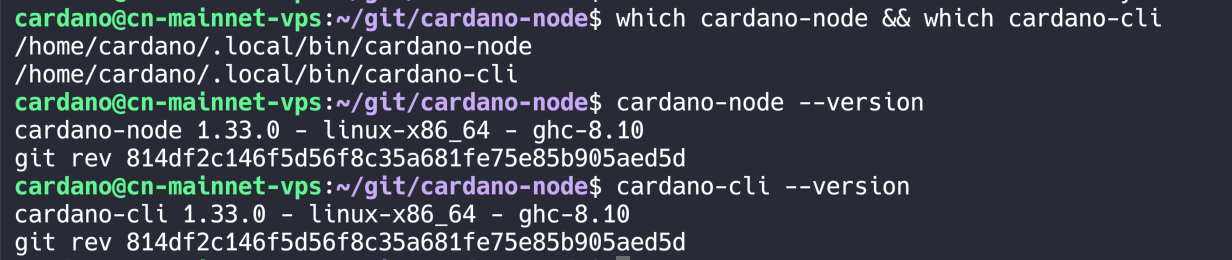 cardano@cn-mainnet-vps:~/git/cardano-node$ which cardano-node && which cardano-cli
/home/cardano/.local/bin/cardano-node
/home/cardano/.local/bin/cardano-cli
cardano@cn-mainnet-vps:~/git/cardano-node$ cardano-node --version
cardano-node 1.33.0 - linux-x86_64 - ghc-8.10
git rev 814df2c146f5d56f8c35a681fe75e85b905aed5d
cardano@cn-mainnet-vps:~/git/cardano-node$ cardano-cli --version
cardano-cli 1.33.0 - linux-x86_64 - ghc-8.10
git rev 814df2c146f5d56f8c35a681fe75e85b905aed5d